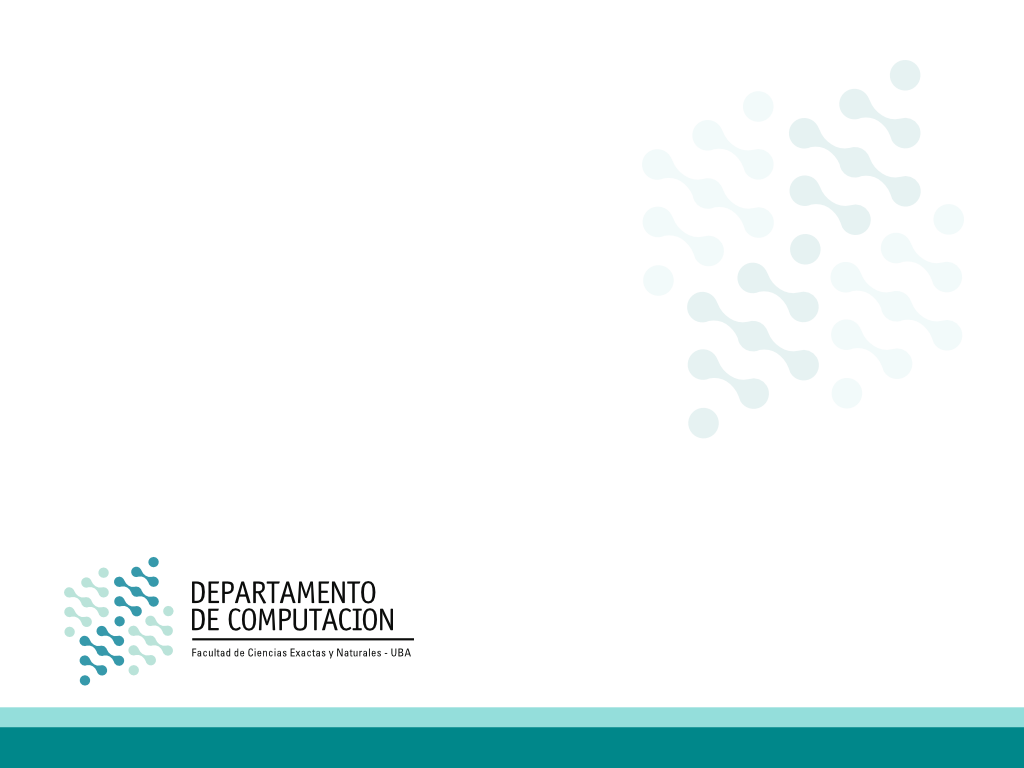 DEPARTAMENTO
DE COMPUTACION
Facultad de Ciencias Exactas y Naturales - UBA